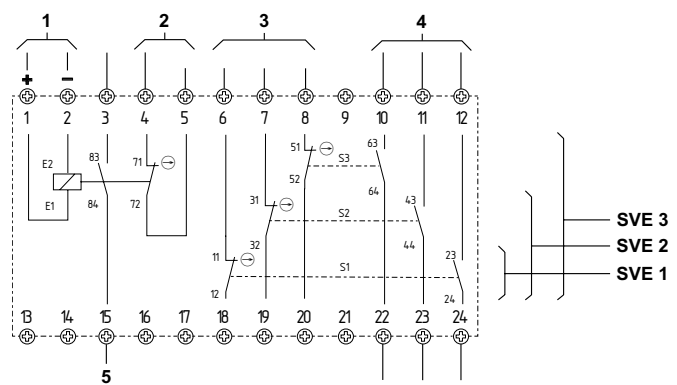 1 2 3 4
+ −
1 2 3 4 5 6 7 8 9 10 11 12
51 63
83 71 S3
E2 52
64
E1 84 72 31 43
S2
32 44
11 23
S1
12 24
13 14 15 16 17 18 19 20 21 22 23 24
5
SVE 3
SVE 2
SVE 1